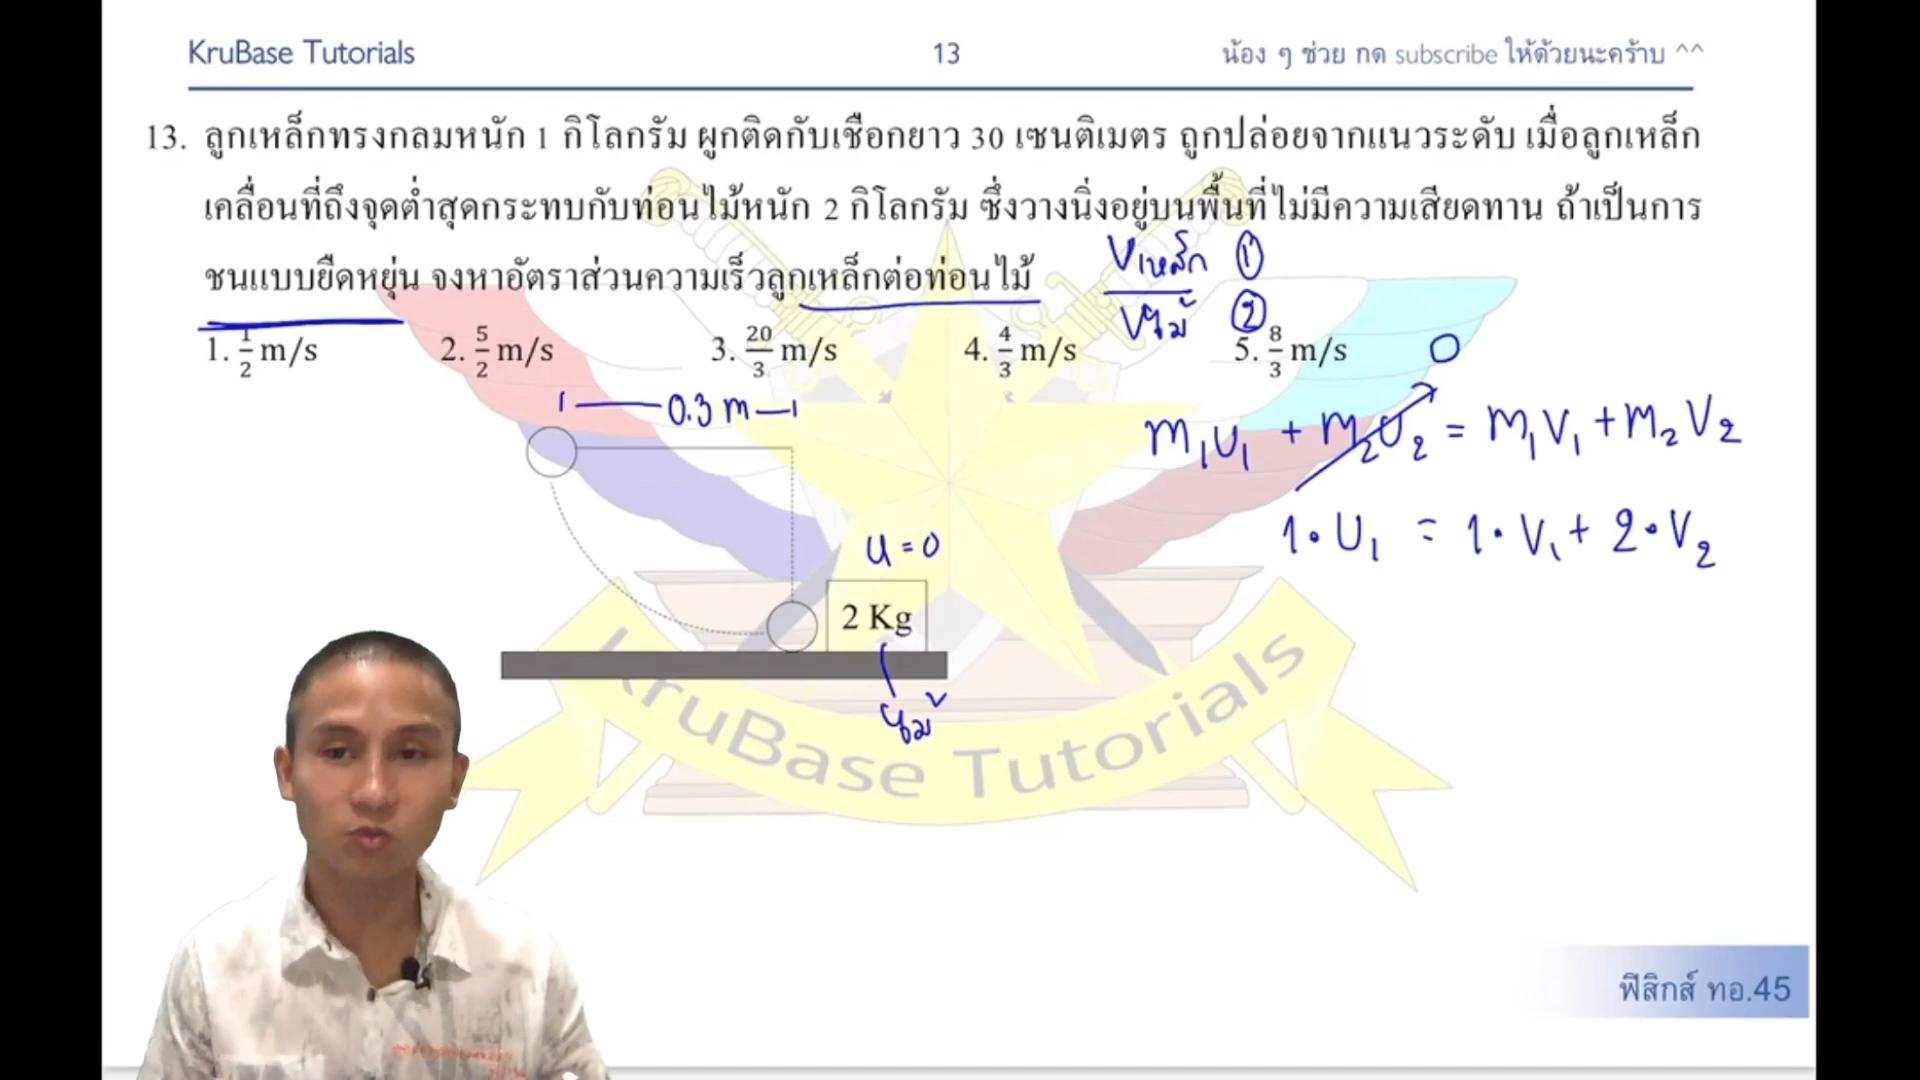 KruBase Tutorials 13 น้อง ๆ ช่วย กด subscribe ให้ด้วยนะคร้าบ ^^
13. ลูกเหล็กทรงกลมหนัก 1 กิโลกรัม ผูกติดกับเชือกยาว 30 เซนติเมตร ถูกปล่อยจากแนวระดับ เมื่อลูกเหล็ก
เคลื่อนที่ถึงจุดต่ำสุดกระทบกับท่อนไม้หนัก 2 กิโลกรัม ซึ่งวางนิ่งอยู่บนพื้นที่ไม่มีความเสียดทาน ถ้าเป็นการ
ชนแบบยืดหยุ่น จงหาอัตราส่วนความเร็วลูกเหล็กต่อท่อนไม้
Vเหล็ก ①
Vไม้ ②
1. 1/2 m/s 2. 5/2 m/s 3. 20/3 m/s 4. 4/3 m/s 5. 8/3 m/s
0
0.3 m
m₁u₁ + m₂u₂ = m₁v₁ + m₂v₂
1·u₁ = 1·v₁ + 2·v₂
u = 0
2 Kg
ไม้
KruBase Tutorials
ฟิสิกส์ ทอ.45